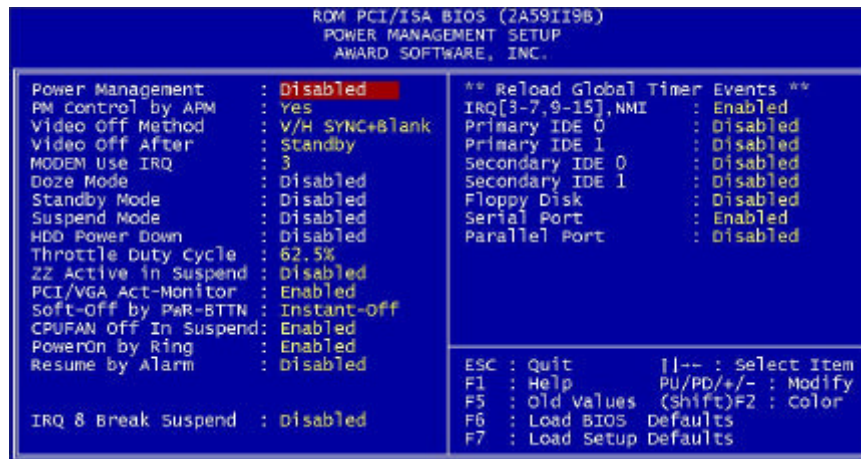 ROM PCI/ISA BIOS (2A59II9B)
POWER MANAGEMENT SETUP
AWARD SOFTWARE, INC.
Power Management : Disabled
PM Control by APM : Yes
Video Off Method : V/H SYNC+Blank
Video Off After : Standby
MODEM Use IRQ : 3
Doze Mode : Disabled
Standby Mode : Disabled
Suspend Mode : Disabled
HDD Power Down : Disabled
Throttle Duty Cycle : 62.5%
ZZ Active in Suspend : Disabled
PCI/VGA Act-Monitor : Enabled
Soft-Off by PWR-BTTN : Instant-Off
CPUFAN Off In Suspend: Enabled
PowerOn by Ring : Enabled
Resume by Alarm : Disabled
IRQ 8 Break Suspend : Disabled
** Reload Global Timer Events **
IRQ[3-7,9-15],NMI : Enabled
Primary IDE 0 : Disabled
Primary IDE 1 : Disabled
Secondary IDE 0 : Disabled
Secondary IDE 1 : Disabled
Floppy Disk : Disabled
Serial Port : Enabled
Parallel Port : Disabled
ESC : Quit ||-- : Select Item
F1 : Help PU/PD/+/- : Modify
F5 : Old Values (Shift)F2 : Color
F6 : Load BIOS Defaults
F7 : Load Setup Defaults